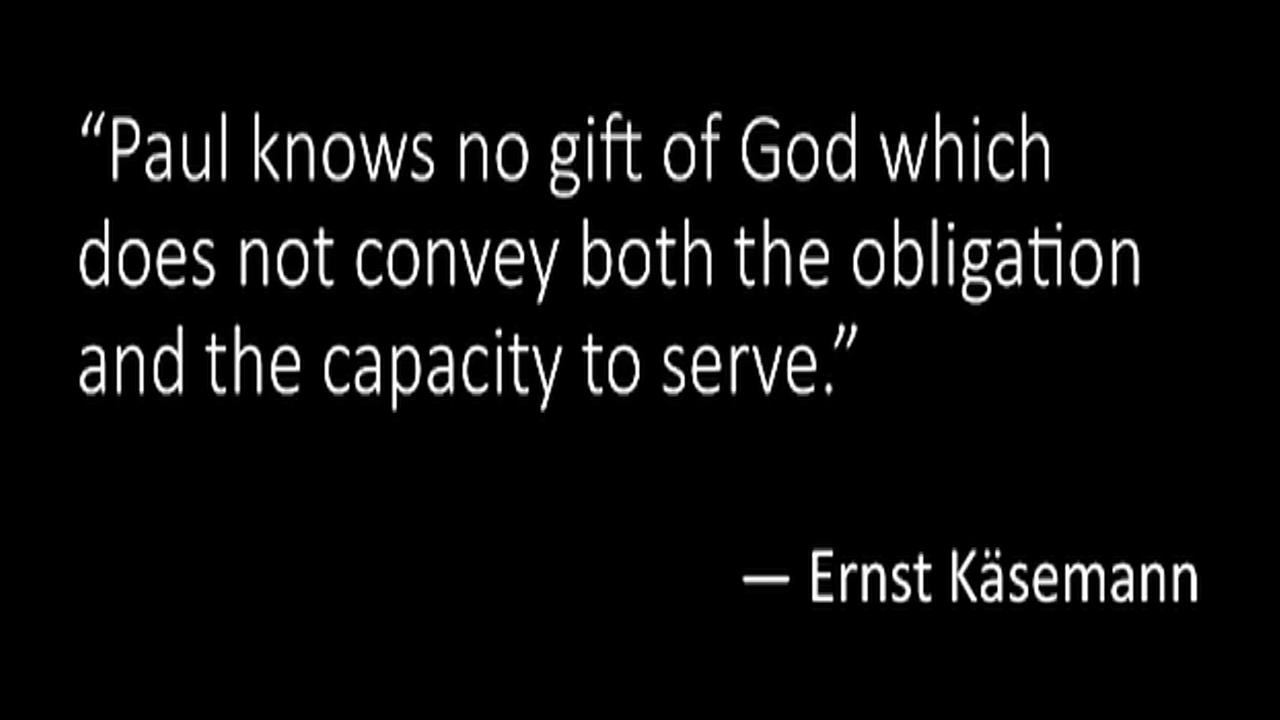 “Paul knows no gift of God which
does not convey both the obligation
and the capacity to serve.”
— Ernst Käsemann